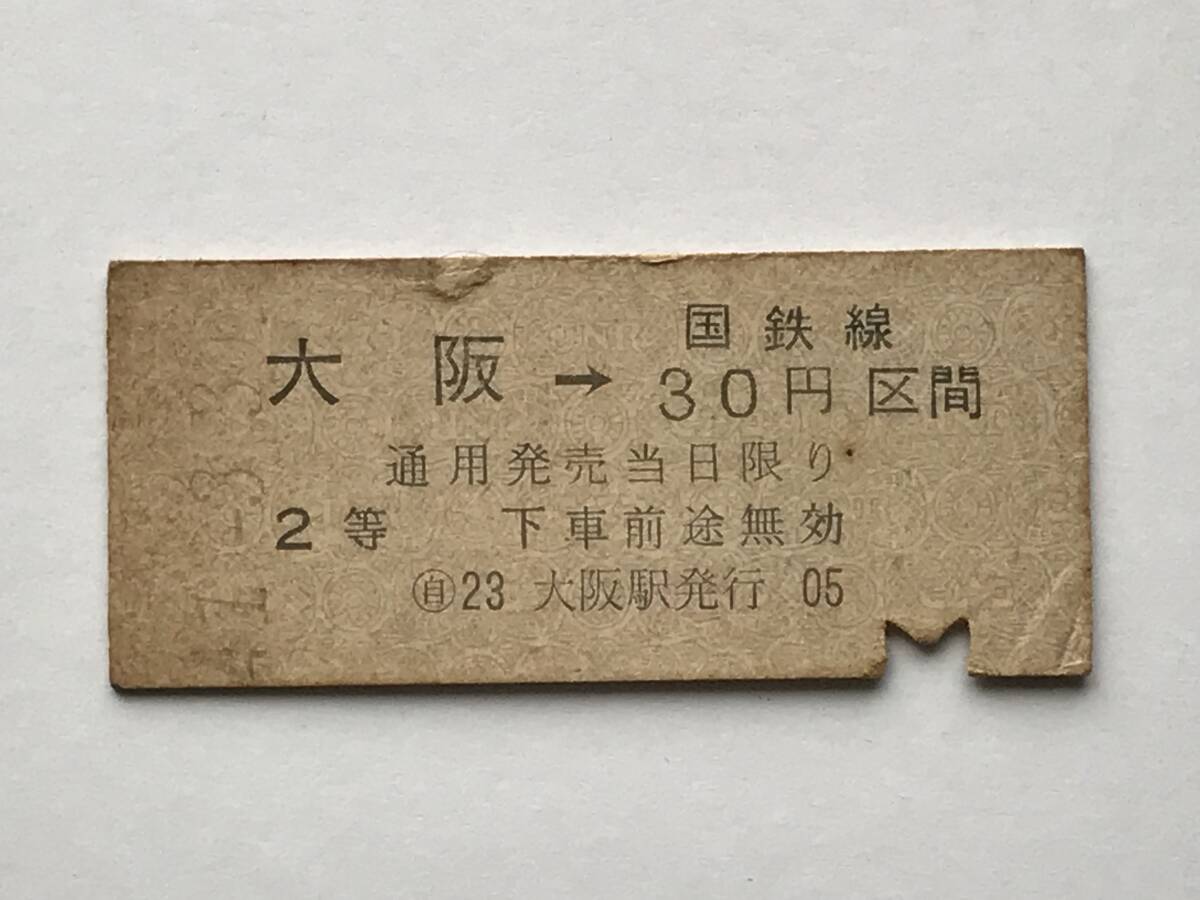 国鉄線
大阪→30円区間
通用発売当日限り
2等 下車前途無効
㊀23 大阪駅発行 05